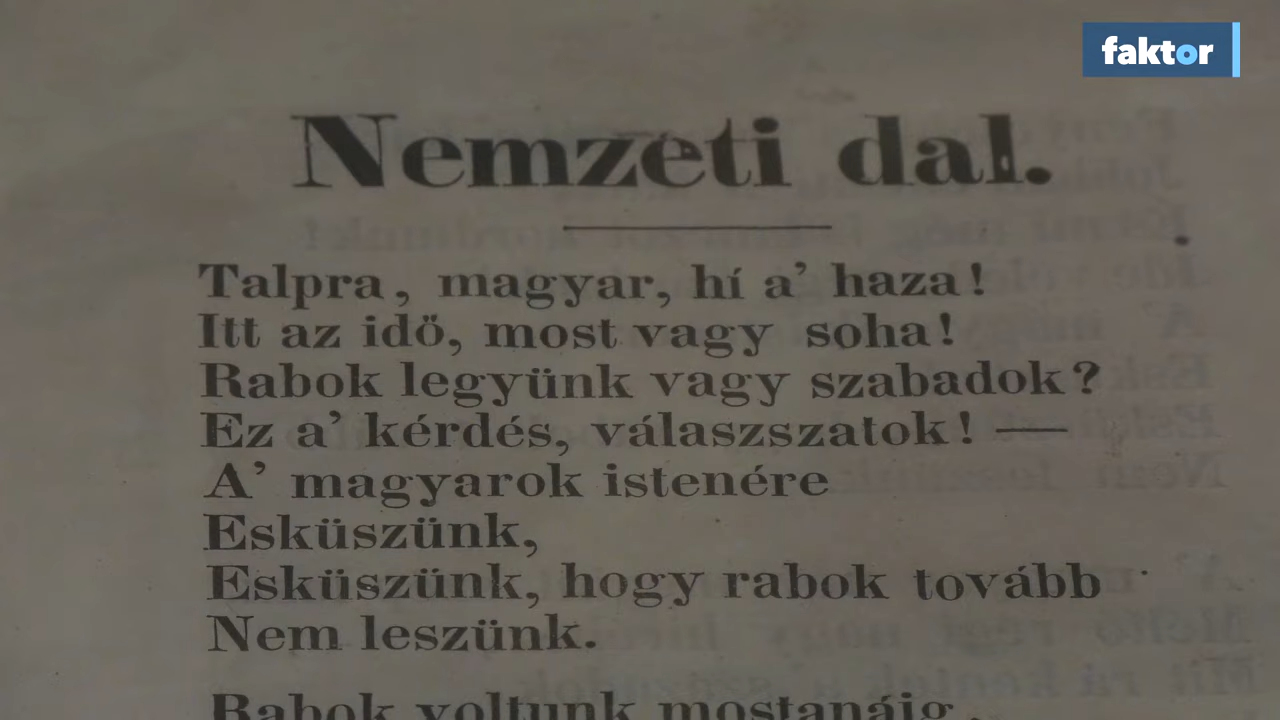 faktor
Nemzeti dal.
Talpra, magyar, hí a’ haza!
Itt az idő, most vagy soha!
Rabok legyünk vagy szabadok?
Ez a’ kérdés, válaszszatok! —
A’ magyarok istenére
Esküszünk,
Esküszünk, hogy rabok tovább
Nem leszünk.
Rabok voltunk mostanáig,